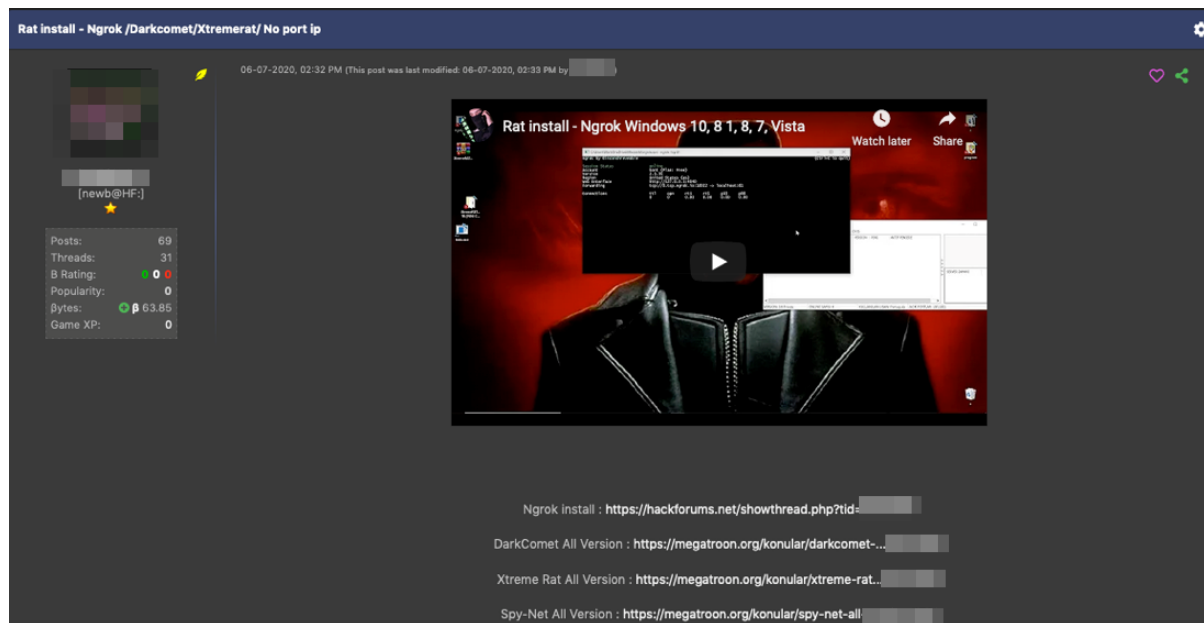 Rat install - Ngrok /Darkcomet/Xtremerat/ No port ip
06-07-2020, 02:32 PM (This post was last modified: 06-07-2020, 02:33 PM by
[newb@HF:]
Posts: 69
Threads: 31
B Rating: 0 0 0
Popularity: 0
βytes: β 63.85
Game XP: 0
Rat install - Ngrok Windows 10, 8 1, 8, 7, Vista
Watch later
Share
Ngrok install : https://hackforums.net/showthread.php?tid=
DarkComet All Version : https://megatroon.org/konular/darkcomet-...
Xtreme Rat All Version : https://megatroon.org/konular/xtreme-rat...
Spy-Net All Version : https://megatroon.org/konular/spy-net-all-